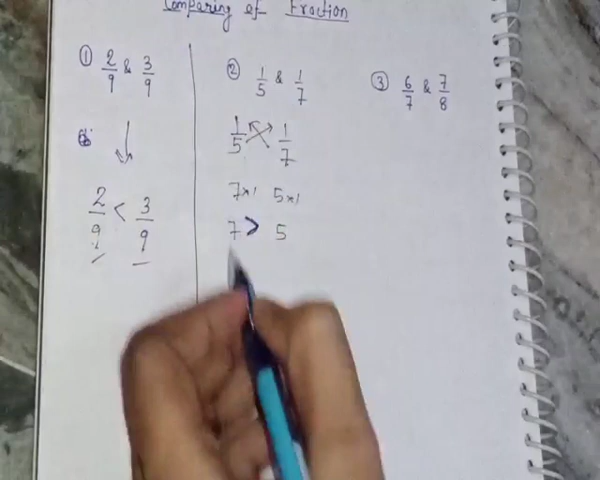 Comparing of Fraction
① 2/9 & 3/9
2/9 < 3/9
② 1/5 & 1/7
1/5 1/7
7×1 5×1
7 > 5
③ 6/7 & 7/8